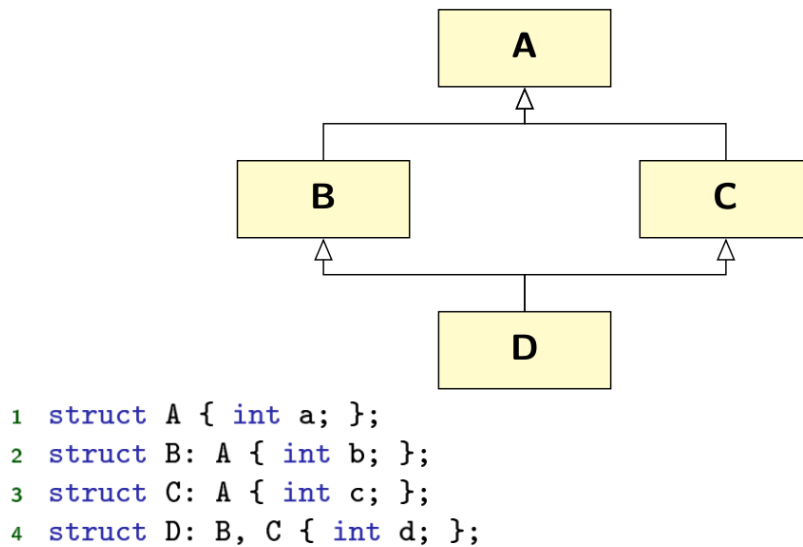 A
B C
D
1 struct A { int a; };
2 struct B: A { int b; };
3 struct C: A { int c; };
4 struct D: B, C { int d; };